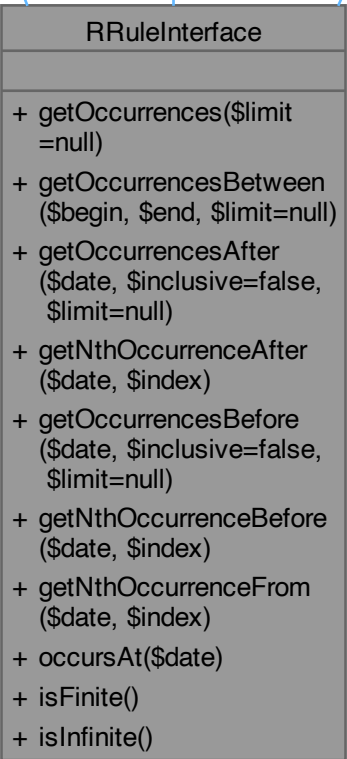 RRuleInterface
+ getOccurrences($limit
=null)
+ getOccurrencesBetween
($begin, $end, $limit=null)
+ getOccurrencesAfter
($date, $inclusive=false,
$limit=null)
+ getNthOccurrenceAfter
($date, $index)
+ getOccurrencesBefore
($date, $inclusive=false,
$limit=null)
+ getNthOccurrenceBefore
($date, $index)
+ getNthOccurrenceFrom
($date, $index)
+ occursAt($date)
+ isFinite()
+ isInfinite()